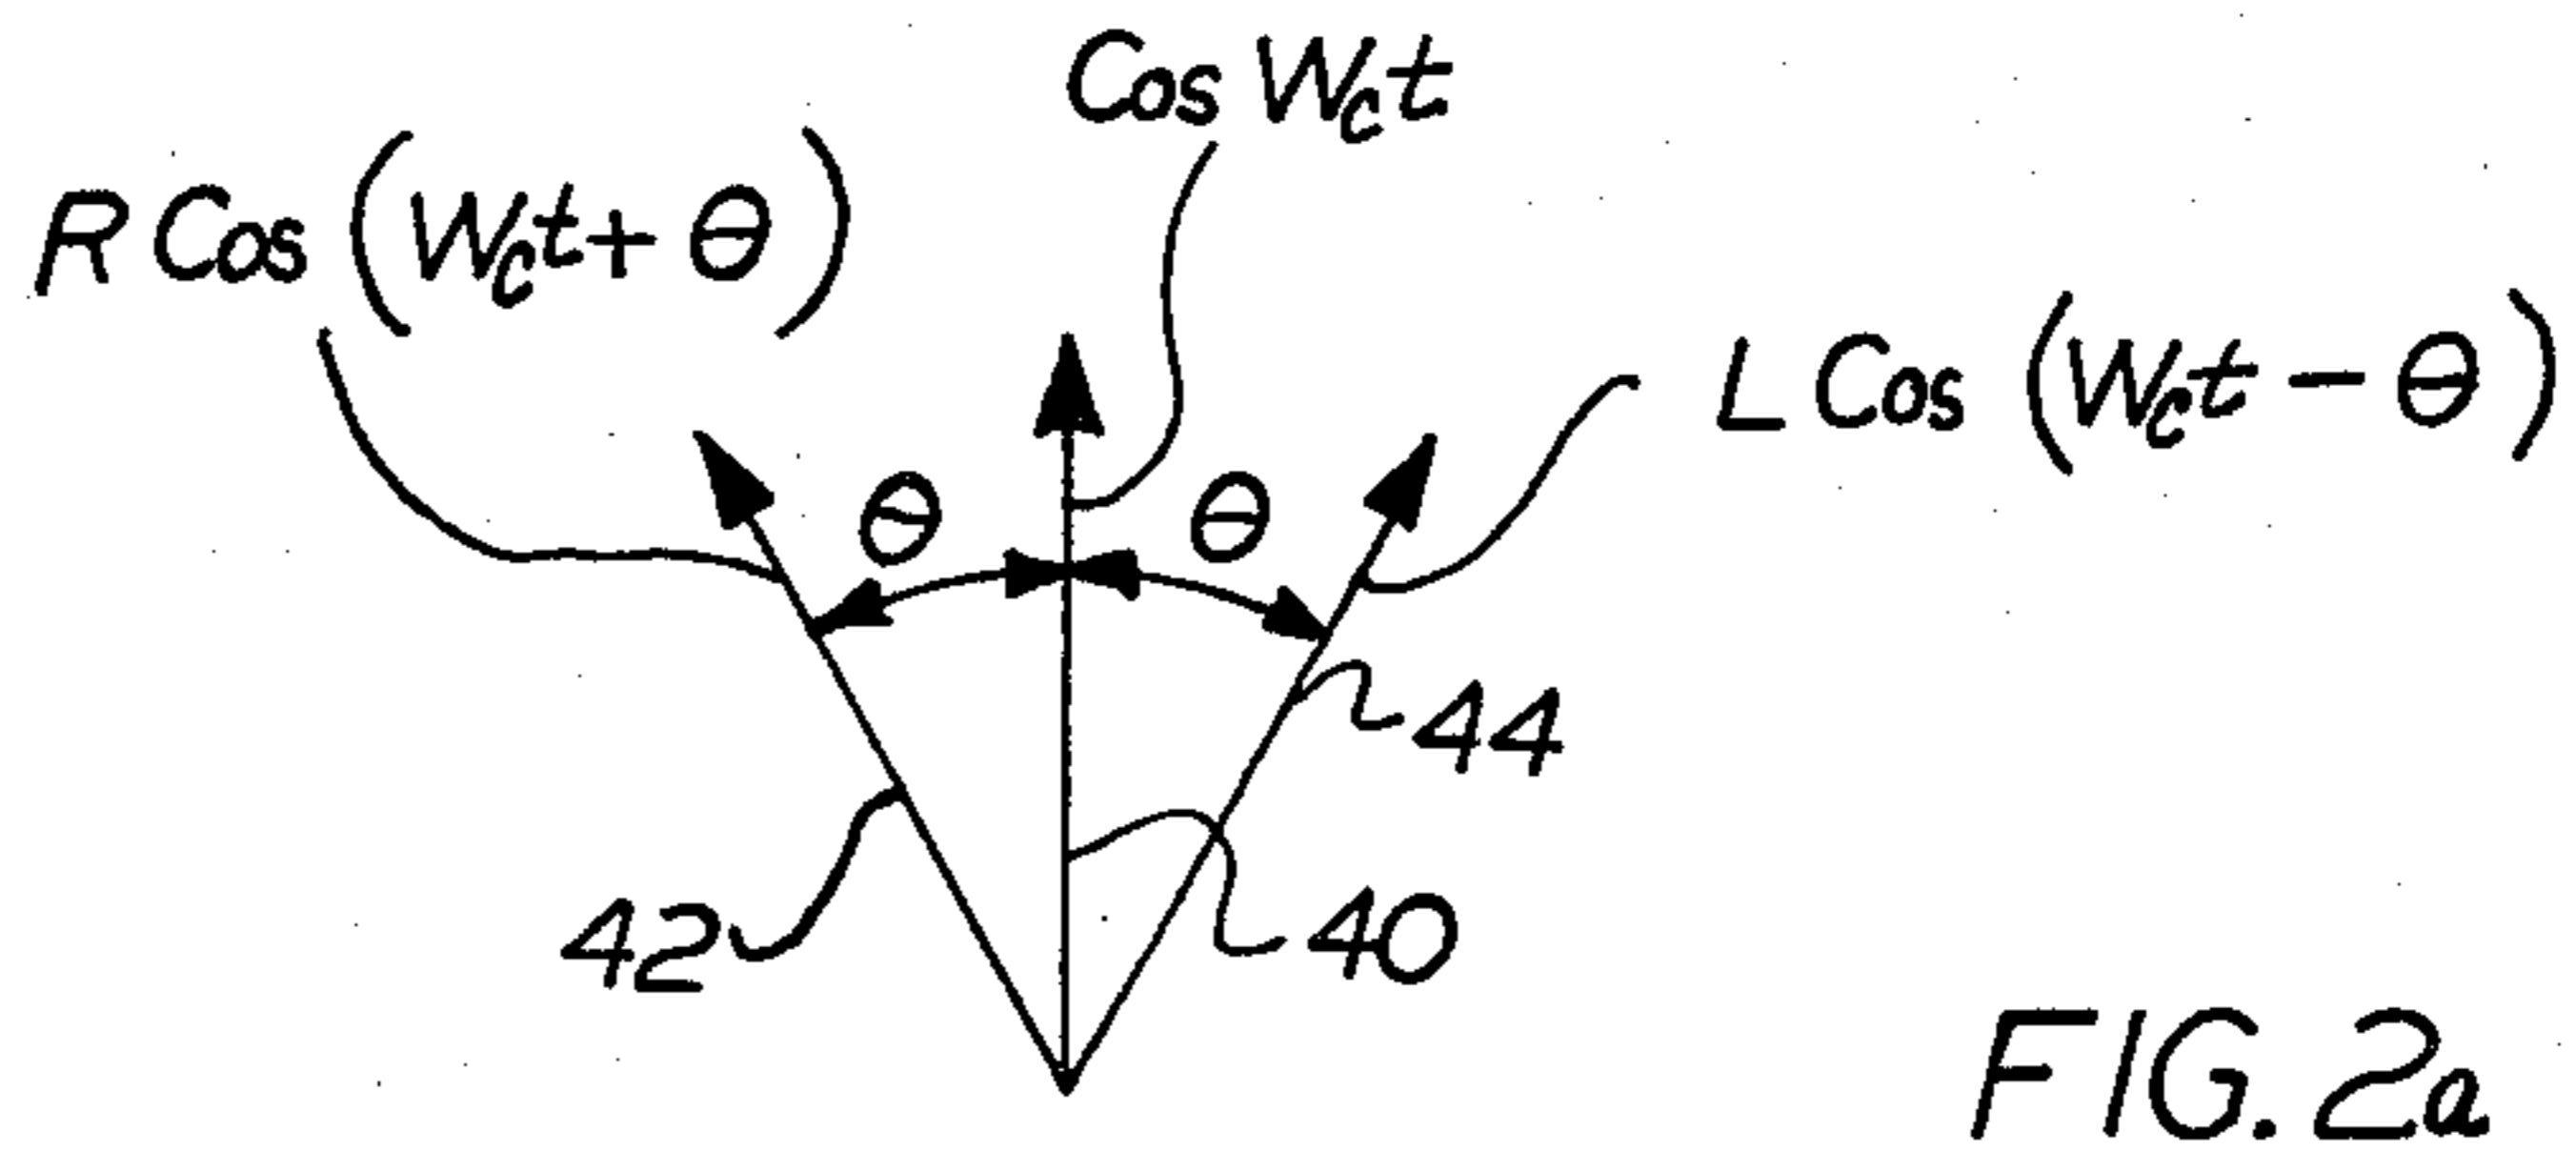 Cos Wct
R Cos (Wct + θ)
L Cos (Wct - θ)
θ θ
44
42
40
FIG. 2a